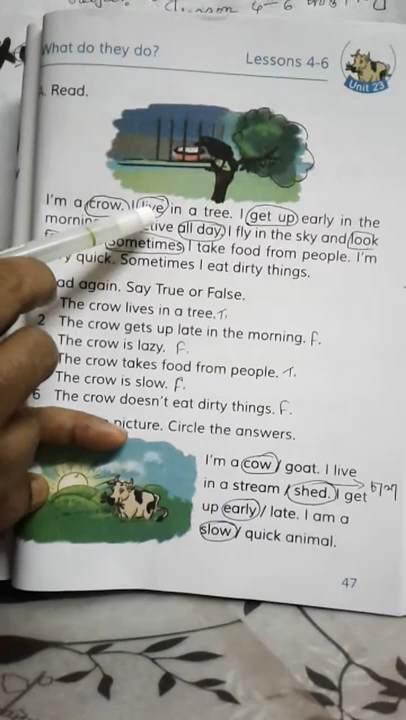 What do they do?
Lessons 4-6
Unit 23
A. Read.
I'm a crow. I live in a tree. I get up early in the
active all day. I fly in the sky and look
sometimes I take food from people. I'm
quick. Sometimes I eat dirty things.
again. Say True or False.
The crow lives in a tree. T.
2 The crow gets up late in the morning. F.
The crow is lazy. F.
The crow takes food from people. T.
The crow is slow. F.
6 The crow doesn't eat dirty things. F.
picture. Circle the answers.
I'm a cow / goat. I live
in a stream / shed. I get
up early / late. I am a
slow / quick animal.
47